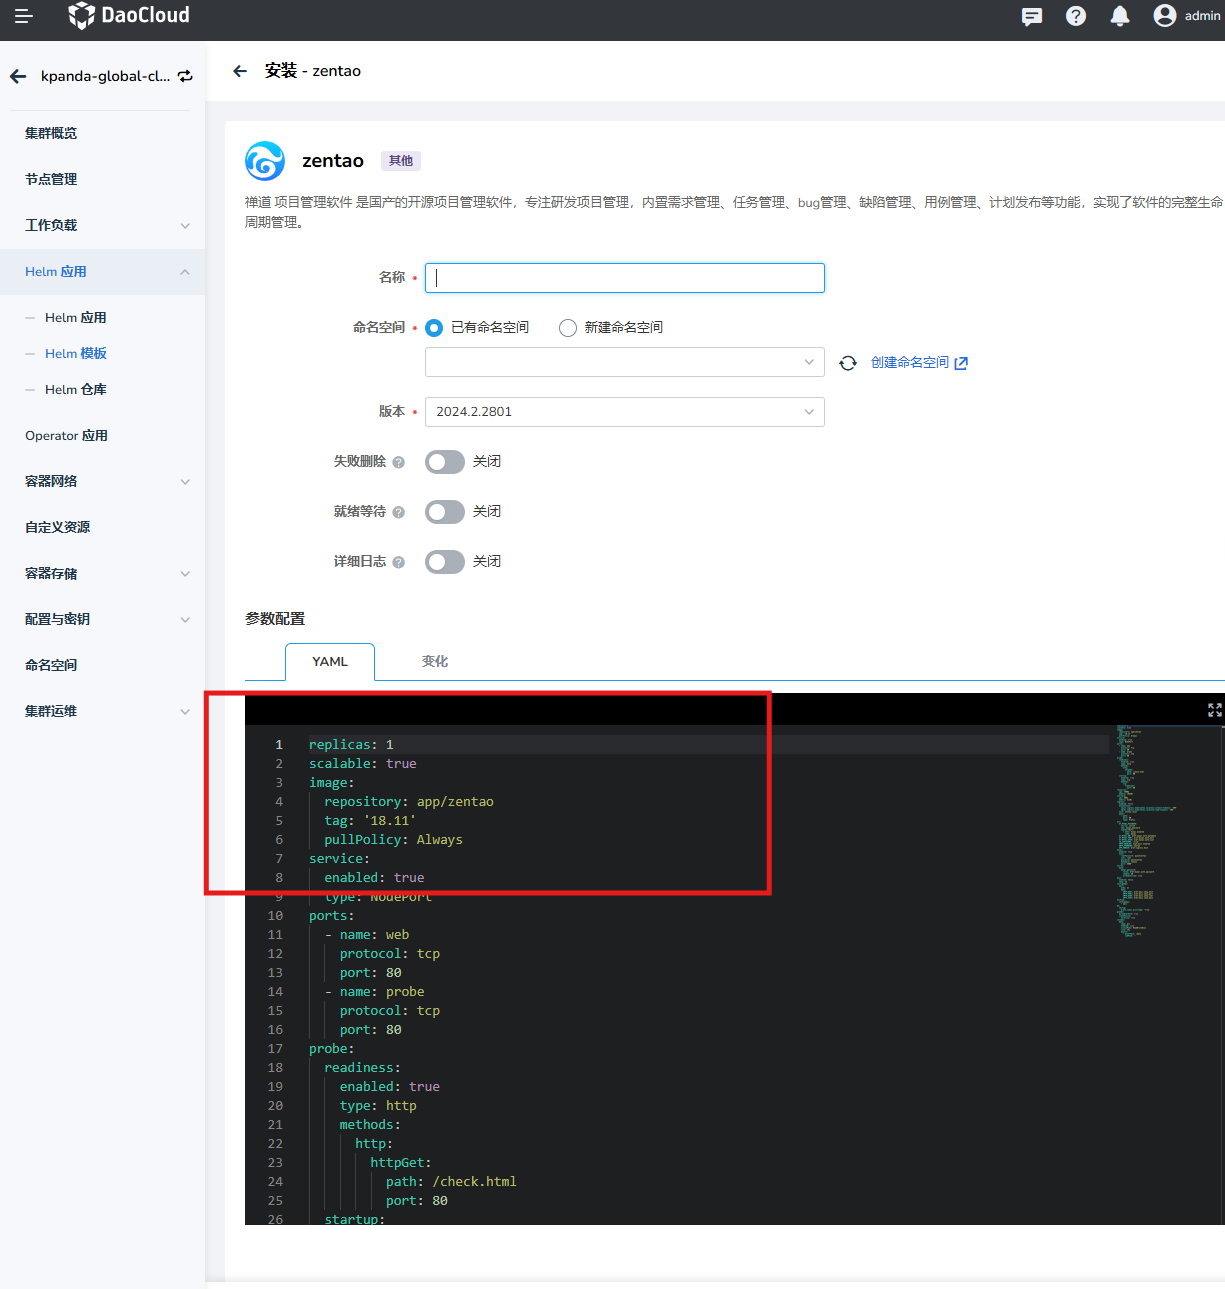 DaoCloud
admin
kpanda-global-cl...
安装 - zentao
集群概览
节点管理
工作负载
Helm 应用
Helm 应用
Helm 模板
Helm 仓库
Operator 应用
容器网络
自定义资源
容器存储
配置与密钥
命名空间
集群运维
zentao
其他
禅道 项目管理软件 是国产的开源项目管理软件，专注研发项目管理，内置需求管理、任务管理、bug管理、缺陷管理、用例管理、计划发布等功能，实现了软件的完整生命
周期管理。
名称
命名空间 已有命名空间 新建命名空间
创建命名空间
版本 2024.2.2801
失败删除 关闭
就绪等待 关闭
详细日志 关闭
参数配置
YAML 变化
1 replicas: 1
2 scalable: true
3 image:
4 repository: app/zentao
5 tag: '18.11'
6 pullPolicy: Always
7 service:
8 enabled: true
9 type: NodePort
10 ports:
11 - name: web
12 protocol: tcp
13 port: 80
14 - name: probe
15 protocol: tcp
16 port: 80
17 probe:
18 readiness:
19 enabled: true
20 type: http
21 methods:
22 http:
23 httpGet:
24 path: /check.html
25 port: 80
26 startup: